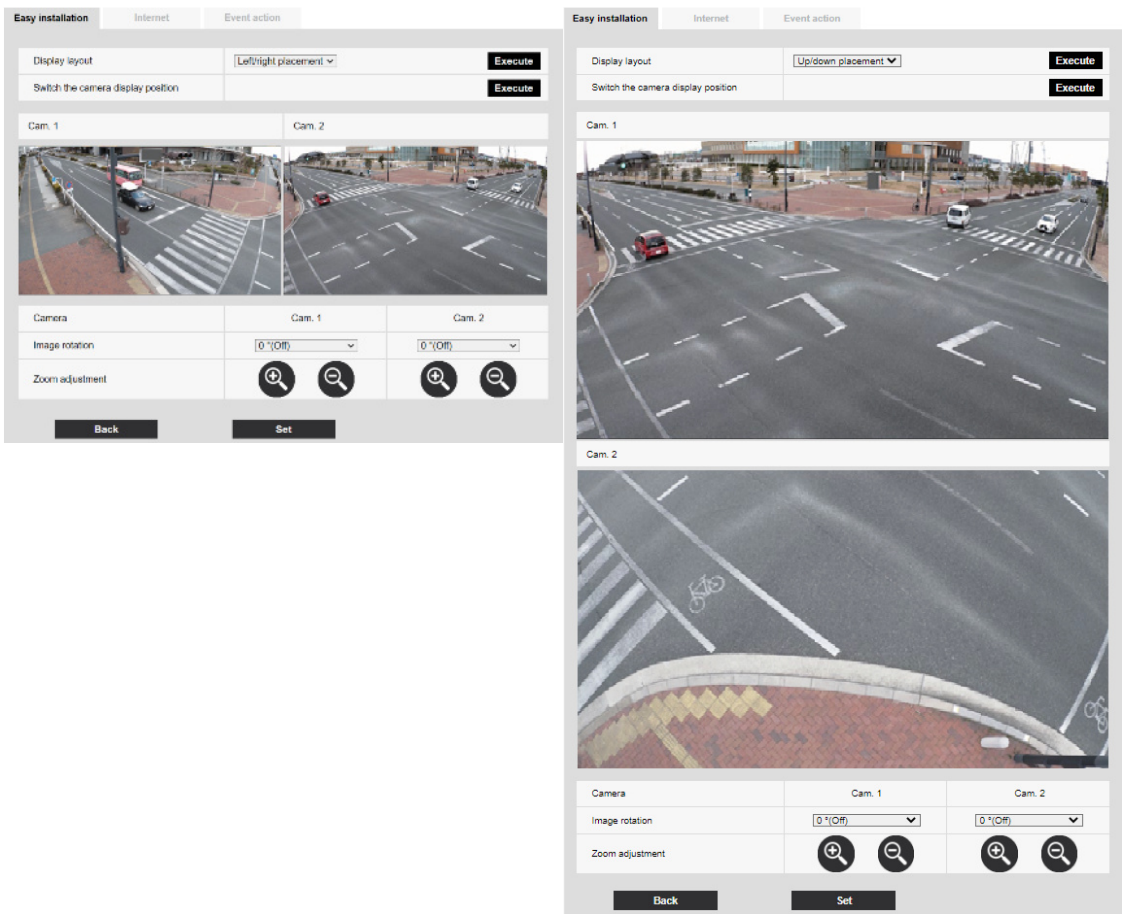 Easy installation Internet Event action
Display layout Left/right placement Execute
Switch the camera display position Execute
Cam. 1 Cam. 2
Camera Cam. 1 Cam. 2
Image rotation 0 °(Off) 0 °(Off)
Zoom adjustment
Back Set
Easy installation Internet Event action
Display layout Up/down placement Execute
Switch the camera display position Execute
Cam. 1
Cam. 2
Camera Cam. 1 Cam. 2
Image rotation 0 °(Off) 0 °(Off)
Zoom adjustment
Back Set